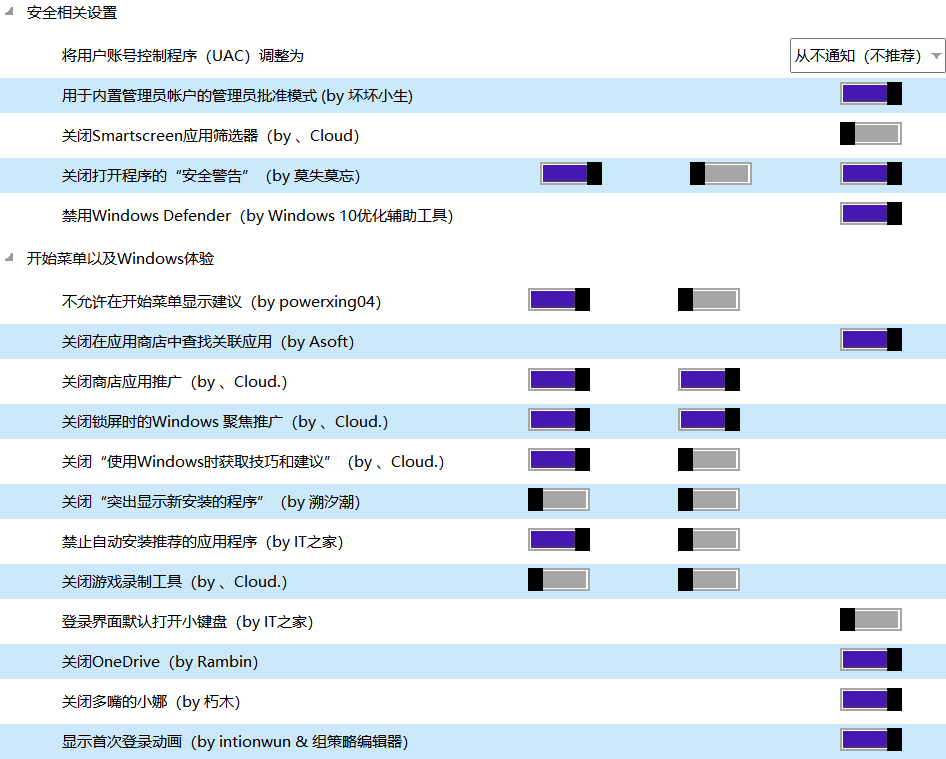 安全相关设置
将用户账号控制程序（UAC）调整为 从不通知（不推荐）
用于内置管理员帐户的管理员批准模式 (by 坏坏小生)
关闭Smartscreen应用筛选器（by 、Cloud）
关闭打开程序的“安全警告”（by 莫失莫忘）
禁用Windows Defender（by Windows 10优化辅助工具）
开始菜单以及Windows体验
不允许在开始菜单显示建议（by powerxing04）
关闭在应用商店中查找关联应用（by Asoft）
关闭商店应用推广（by 、Cloud.）
关闭锁屏时的Windows 聚焦推广（by 、Cloud.）
关闭“使用Windows时获取技巧和建议”（by 、Cloud.）
关闭“突出显示新安装的程序”（by 溯汐潮）
禁止自动安装推荐的应用程序（by IT之家）
关闭游戏录制工具（by 、Cloud.）
登录界面默认打开小键盘（by IT之家）
关闭OneDrive（by Rambin）
关闭多嘴的小娜（by 朽木）
显示首次登录动画（by intionwun & 组策略编辑器）